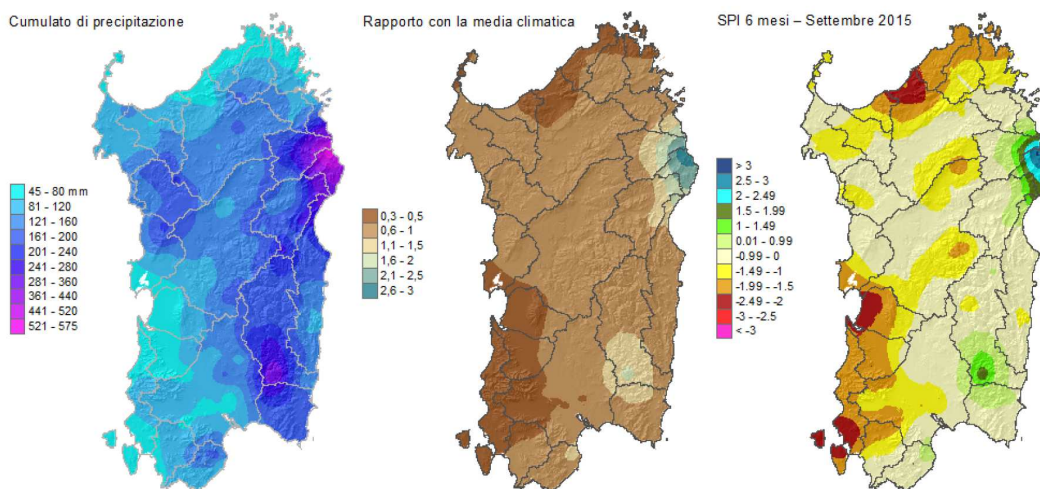 Cumulato di precipitazione
Rapporto con la media climatica
SPI 6 mesi – Settembre 2015
45 - 80 mm
81 - 120
121 - 160
161 - 200
201 - 240
241 - 280
281 - 360
361 - 440
441 - 520
521 - 575
0,3 - 0,5
0,6 - 1
1,1 - 1,5
1,6 - 2
2,1 - 2,5
2,6 - 3
> 3
2.5 - 3
2 - 2.49
1.5 - 1.99
1 - 1.49
0.01 - 0.99
-0.99 - 0
-1.49 - -1
-1.99 - -1.5
-2.49 - -2
-3 - -2.5
< -3